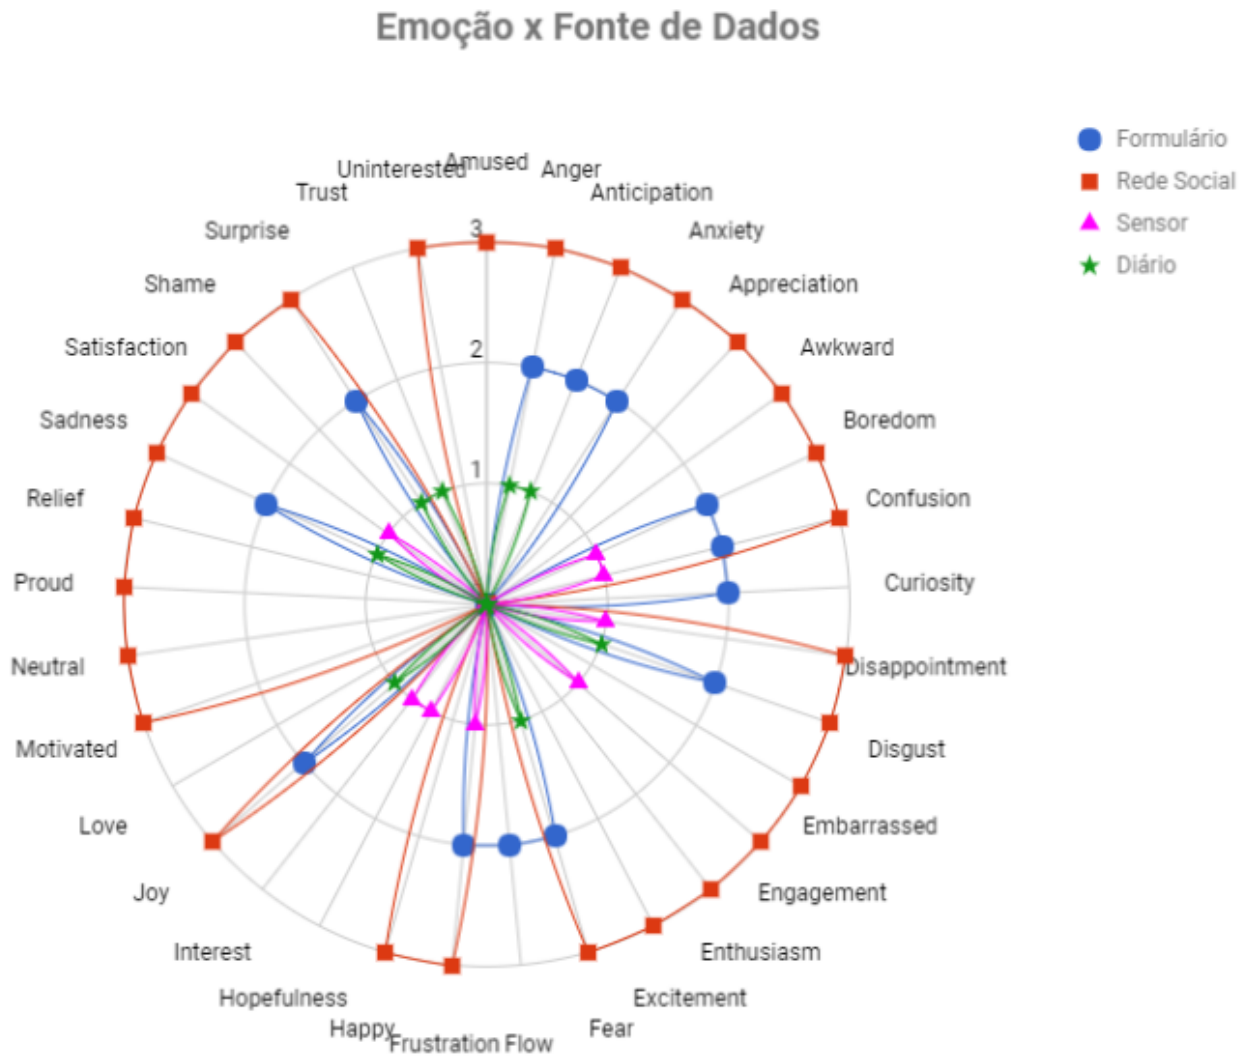 Emoção x Fonte de Dados
Formulário
Rede Social
Sensor
Diário
Amused
Anger
Anticipation
Anxiety
Appreciation
Awkward
Boredom
Confusion
Curiosity
Disappointment
Disgust
Embarrassed
Engagement
Enthusiasm
Excitement
Fear
Flow
Frustration
Happy
Hopefulness
Interest
Joy
Love
Motivated
Neutral
Proud
Relief
Sadness
Satisfaction
Shame
Surprise
Trust
Uninterested
3
2
1